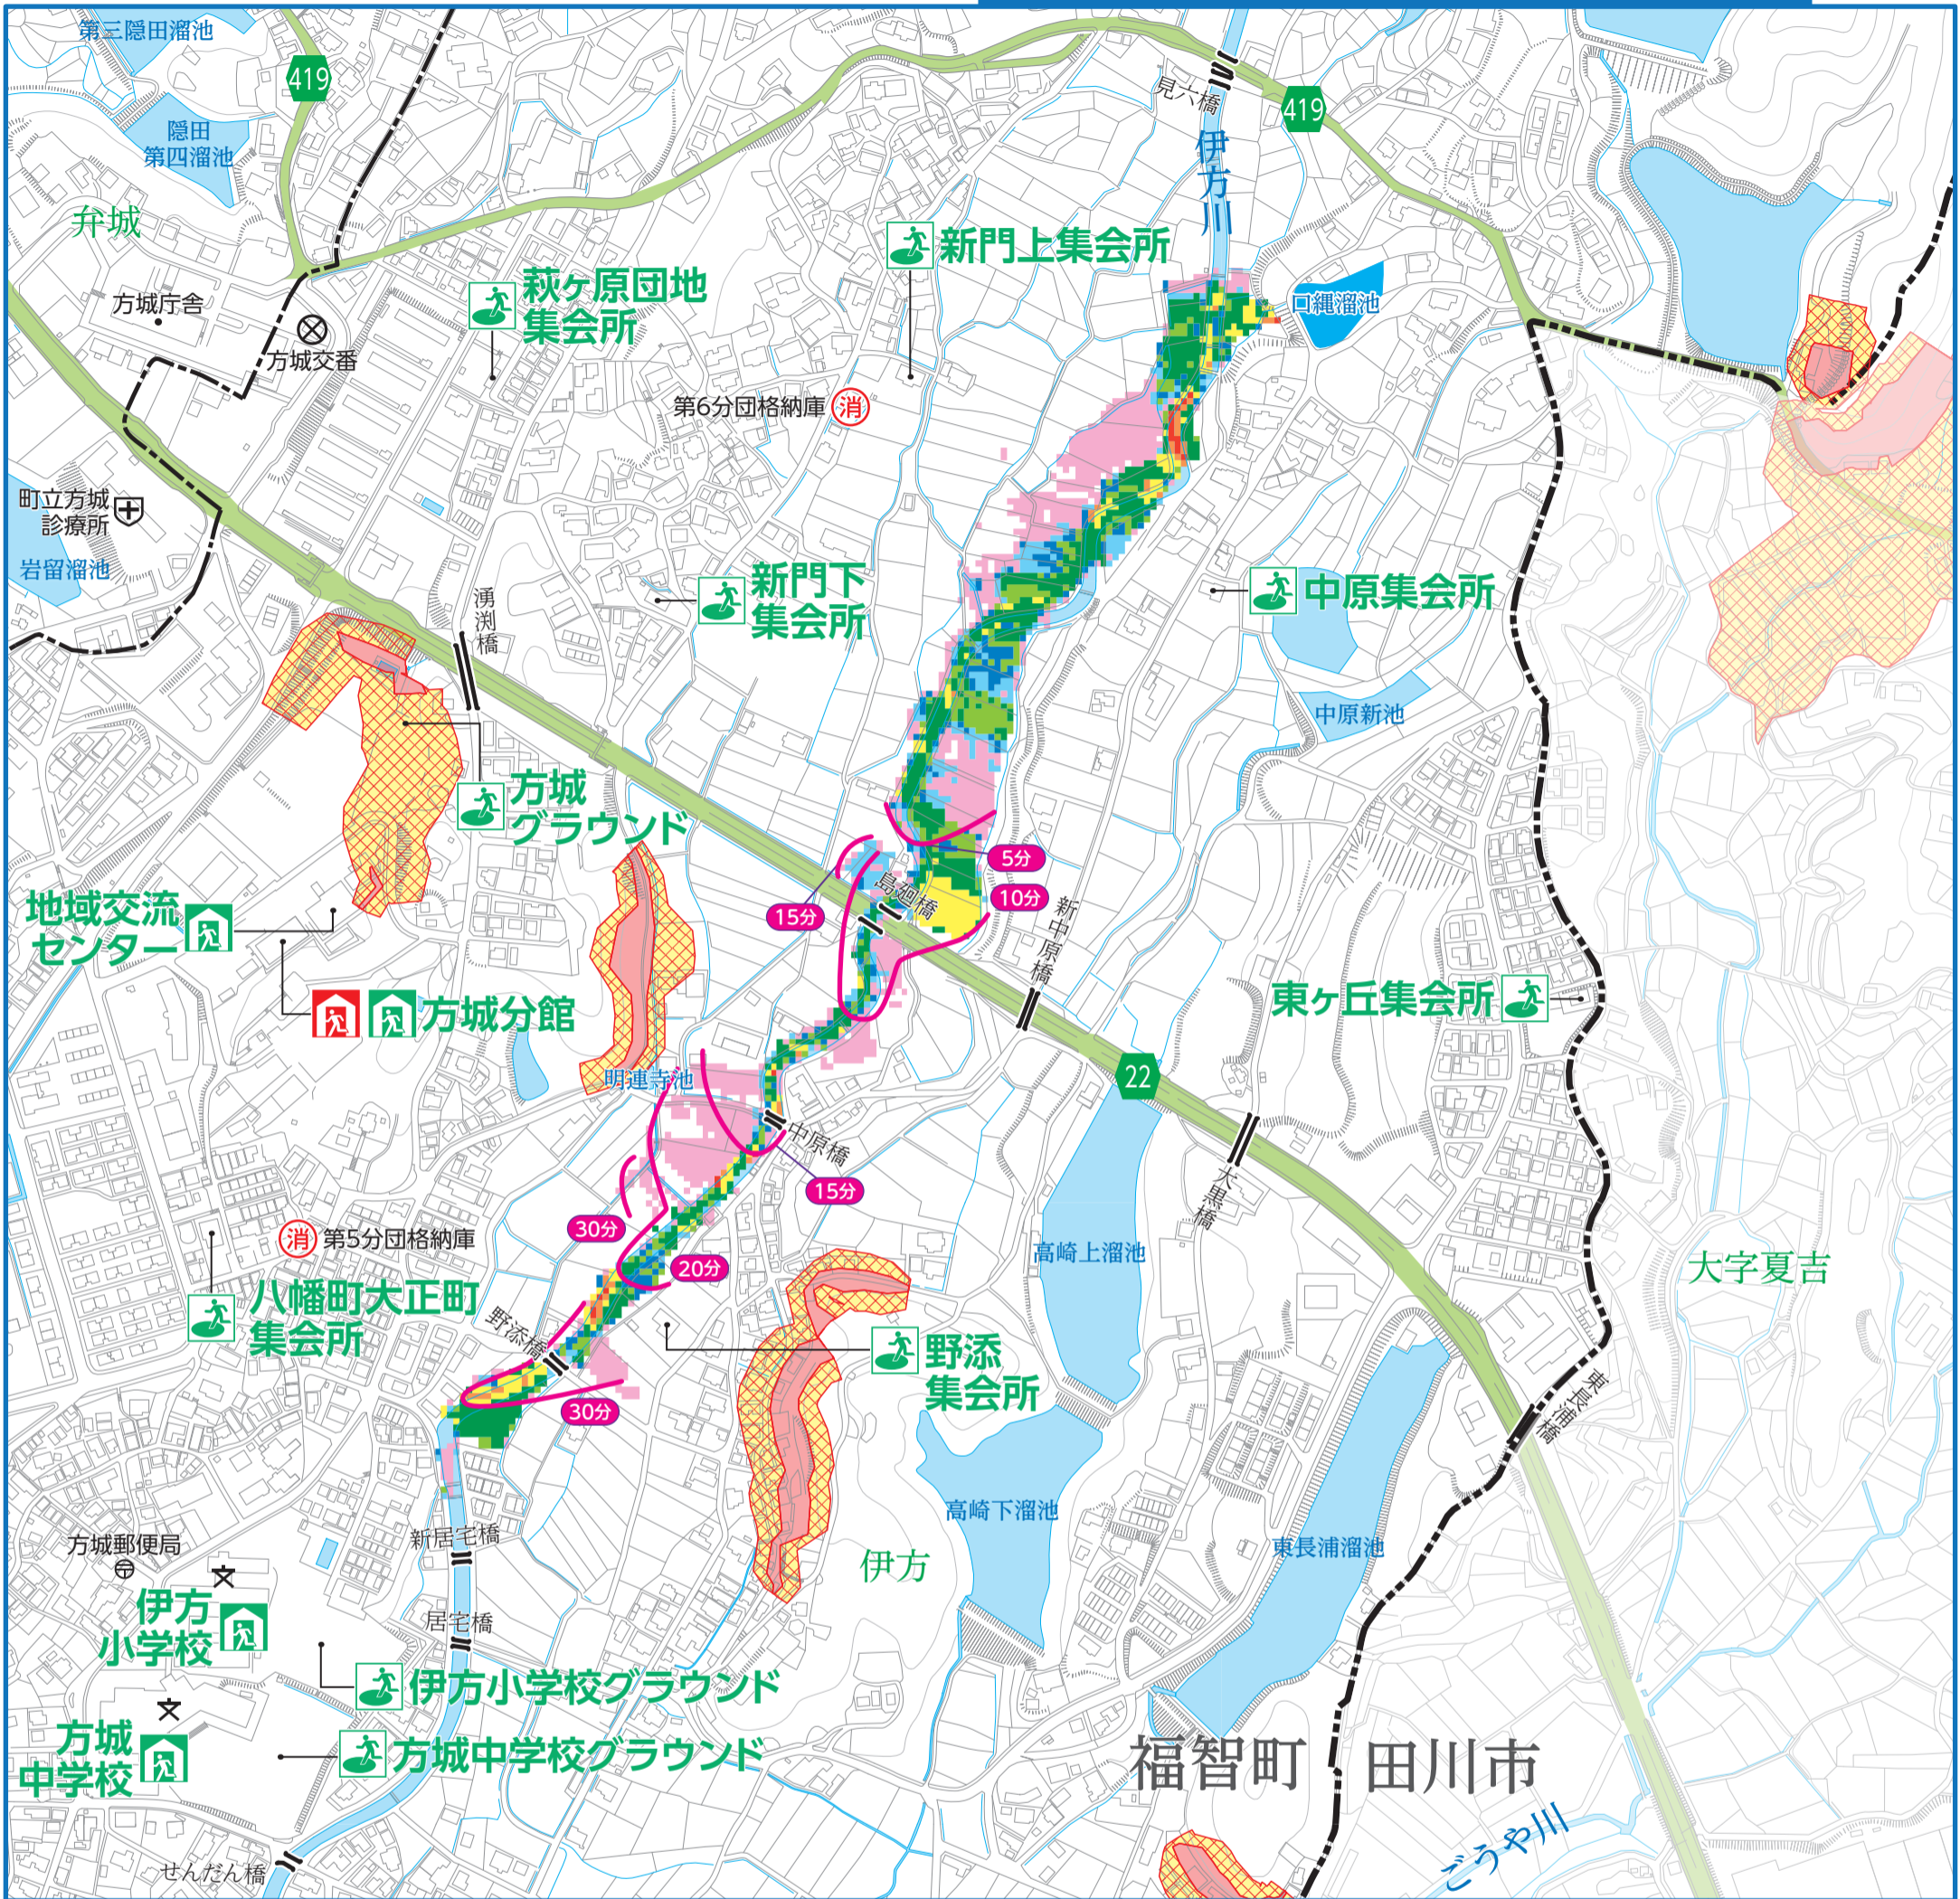 第三隠田溜池
419
見六橋
419
隠田
第四溜池
伊方川
弁城
新門上集会所
萩ヶ原団地
集会所
口縄溜池
方城庁舎
方城交番
第6分団格納庫
消
町立方城
診療所
岩留溜池
湧渕橋
新門下
集会所
中原集会所
中原新池
方城
グラウンド
5分
島廻橋
10分
15分
新中原橋
地域交流
センター
方城分館
東ヶ丘集会所
22
明連寺池
中原橋
15分
大黒橋
30分
消
第5分団格納庫
高崎上溜池
20分
大字夏吉
八幡町大正町
集会所
野添橋
野添
集会所
30分
東長浦橋
高崎下溜池
新居宅橋
方城郵便局
東長浦溜池
伊方
伊方
小学校
居宅橋
伊方小学校グラウンド
方城
中学校
方城中学校グラウンド
福智町
田川市
ごうや川
せんだん橋